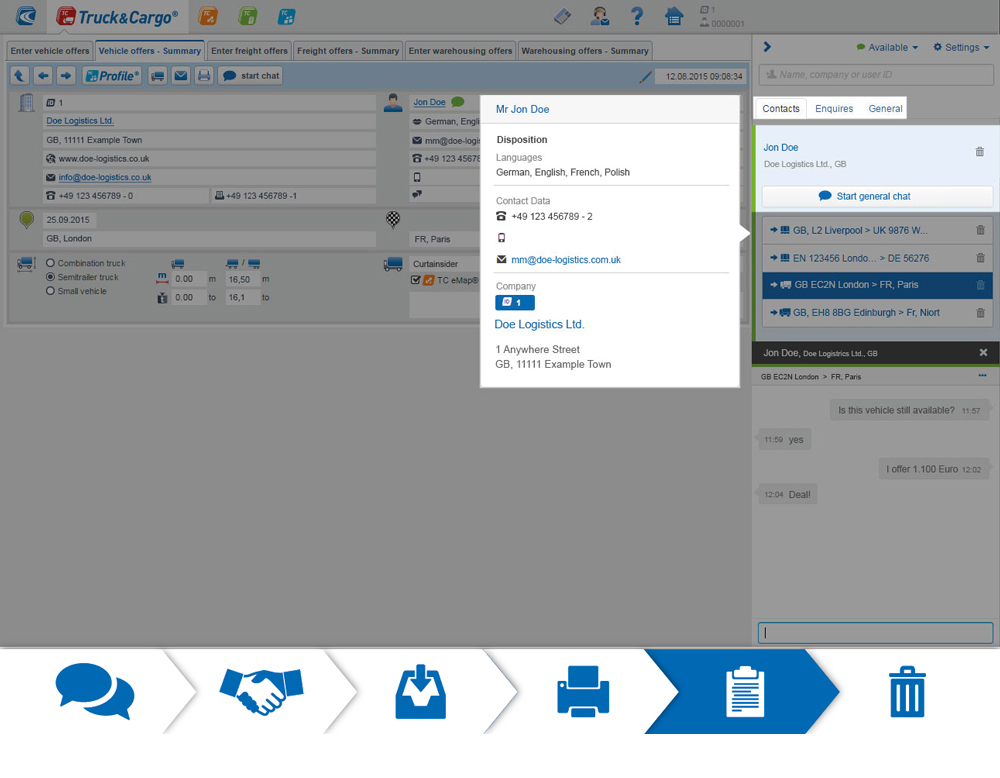 TC Truck&Cargo®
1
0000001
Enter vehicle offers
Vehicle offers - Summary
Enter freight offers
Freight offers - Summary
Enter warehousing offers
Warehousing offers - Summary
Profile®
start chat
12.08.2015 09:08:34
ID 1
Doe Logistics Ltd.
GB, 11111 Example Town
www.doe-logistics.co.uk
info@doe-logistics.co.uk
+49 123 456789 - 0
+49 123 456789 -1
Jon Doe
German, Engli
mm@doe-logis
+49 123 45678
25.09.2015
GB, London
FR, Paris
Combination truck
Semitrailer truck
Small vehicle
m
0.00 m
16,50 m
0.00 to
16,1 to
Curtainsider
TC eMap®
Mr Jon Doe
Disposition
Languages
German, English, French, Polish
Contact Data
+49 123 456789 - 2
mm@doe-logistics.com.uk
Company
ID 1
Doe Logistics Ltd.
1 Anywhere Street
GB, 11111 Example Town
Available
Settings
Name, company or user ID
Contacts
Enquires
General
Jon Doe
Doe Logistics Ltd., GB
Start general chat
GB, L2 Liverpool > UK 9876 W...
EN 123456 Londo... > DE 56276
GB EC2N London > FR, Paris
GB, EH8 8BG Edinburgh > Fr, Niort
Jon Doe, Doe Logistrics Ltd., GB
GB EC2N London > FR, Paris
Is this vehicle still available? 11:57
11:59 yes
I offer 1.100 Euro 12:02
12:04 Deal!